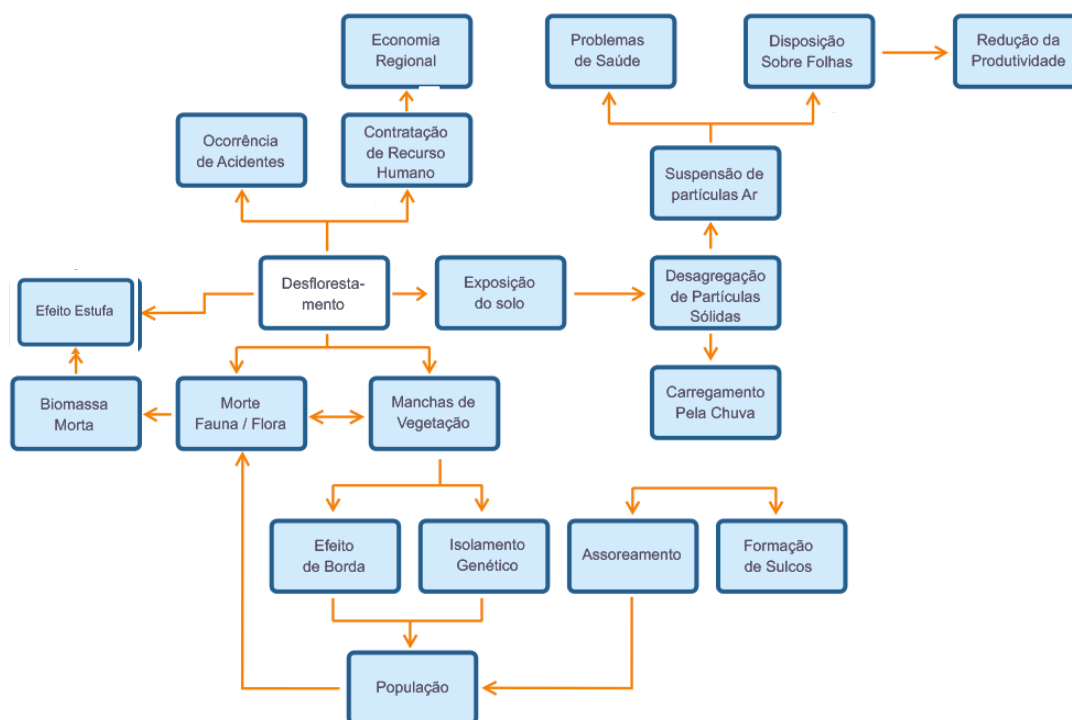 Economia
Regional
Problemas
de Saúde
Disposição
Sobre Folhas
Redução da
Produtividade
Ocorrência
de Acidentes
Contratação
de Recurso
Humano
Suspensão de
partículas Ar
Desfloresta-
mento
Exposição
do solo
Desagregação
de Partículas
Sólidas
Efeito Estufa
Biomassa
Morta
Morte
Fauna / Flora
Manchas de
Vegetação
Carregamento
Pela Chuva
Efeito
de Borda
Isolamento
Genético
Assoreamento
Formação
de Sulcos
População